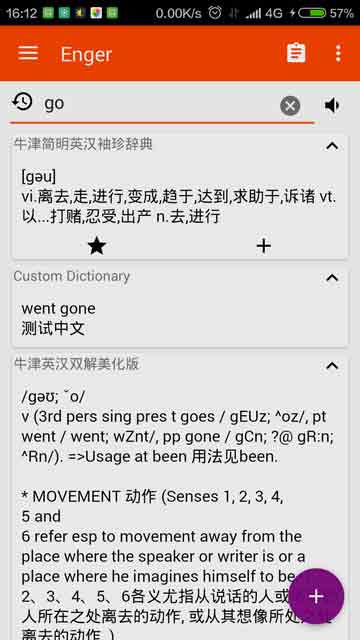 16:12 0.00K/s 4G 57%
Enger
go
牛津简明英汉袖珍辞典
[gəu]
vi.离去,走,进行,变成,趋于,达到,求助于,诉诸 vt.
以...打赌,忍受,出产 n.去,进行
Custom Dictionary
went gone
测试中文
牛津英汉双解美化版
/gəʊ; ˇo/
v (3rd pers sing pres t goes / gEUz; ^oz/, pt
went / went; wZnt/, pp gone / gCn; ?@ gR:n;
^Rn/). =>Usage at been 用法见been.
* MOVEMENT 动作 (Senses 1, 2, 3, 4,
5 and
6 refer esp to movement away from the
place where the speaker or writer is or a
place where he imagines himself to be
2、3、4、5、6各义尤指从说话的人或
人所在之处离去的动作, 或从其想像所处之处
离去的动作.)